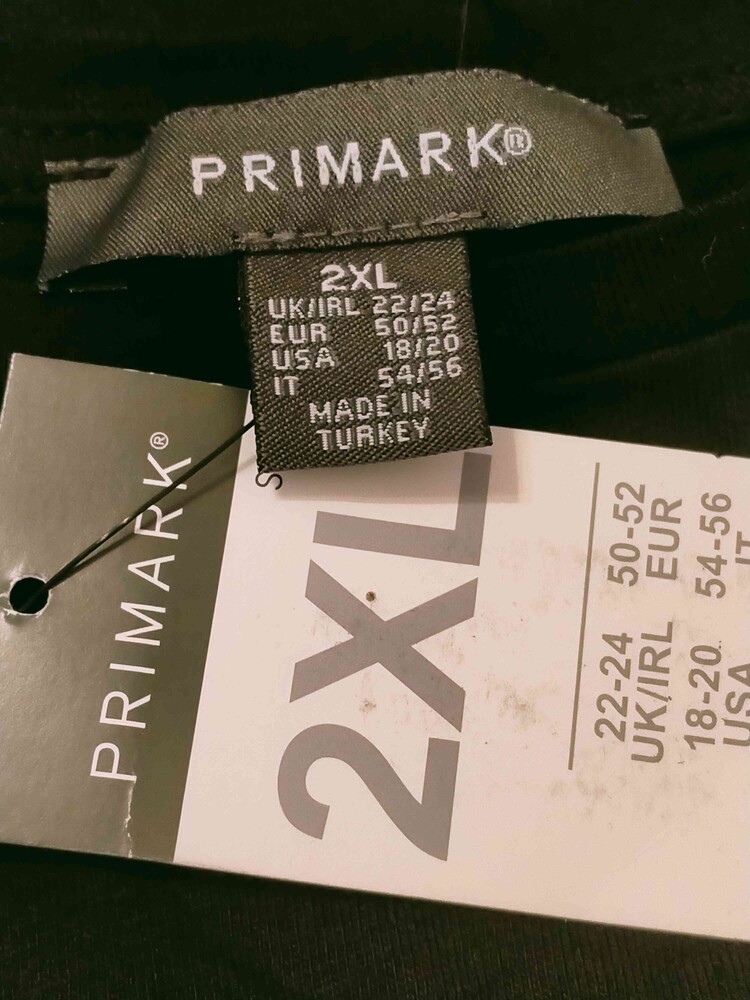 PRIMARK®
2XL
UK/IRL 22/24
EUR 50/52
USA 18/20
IT 54/56
MADE IN
TURKEY
PRIMARK®
S
2XL
22-24 50-52
UK/IRL EUR
18-20 54-56
USA IT